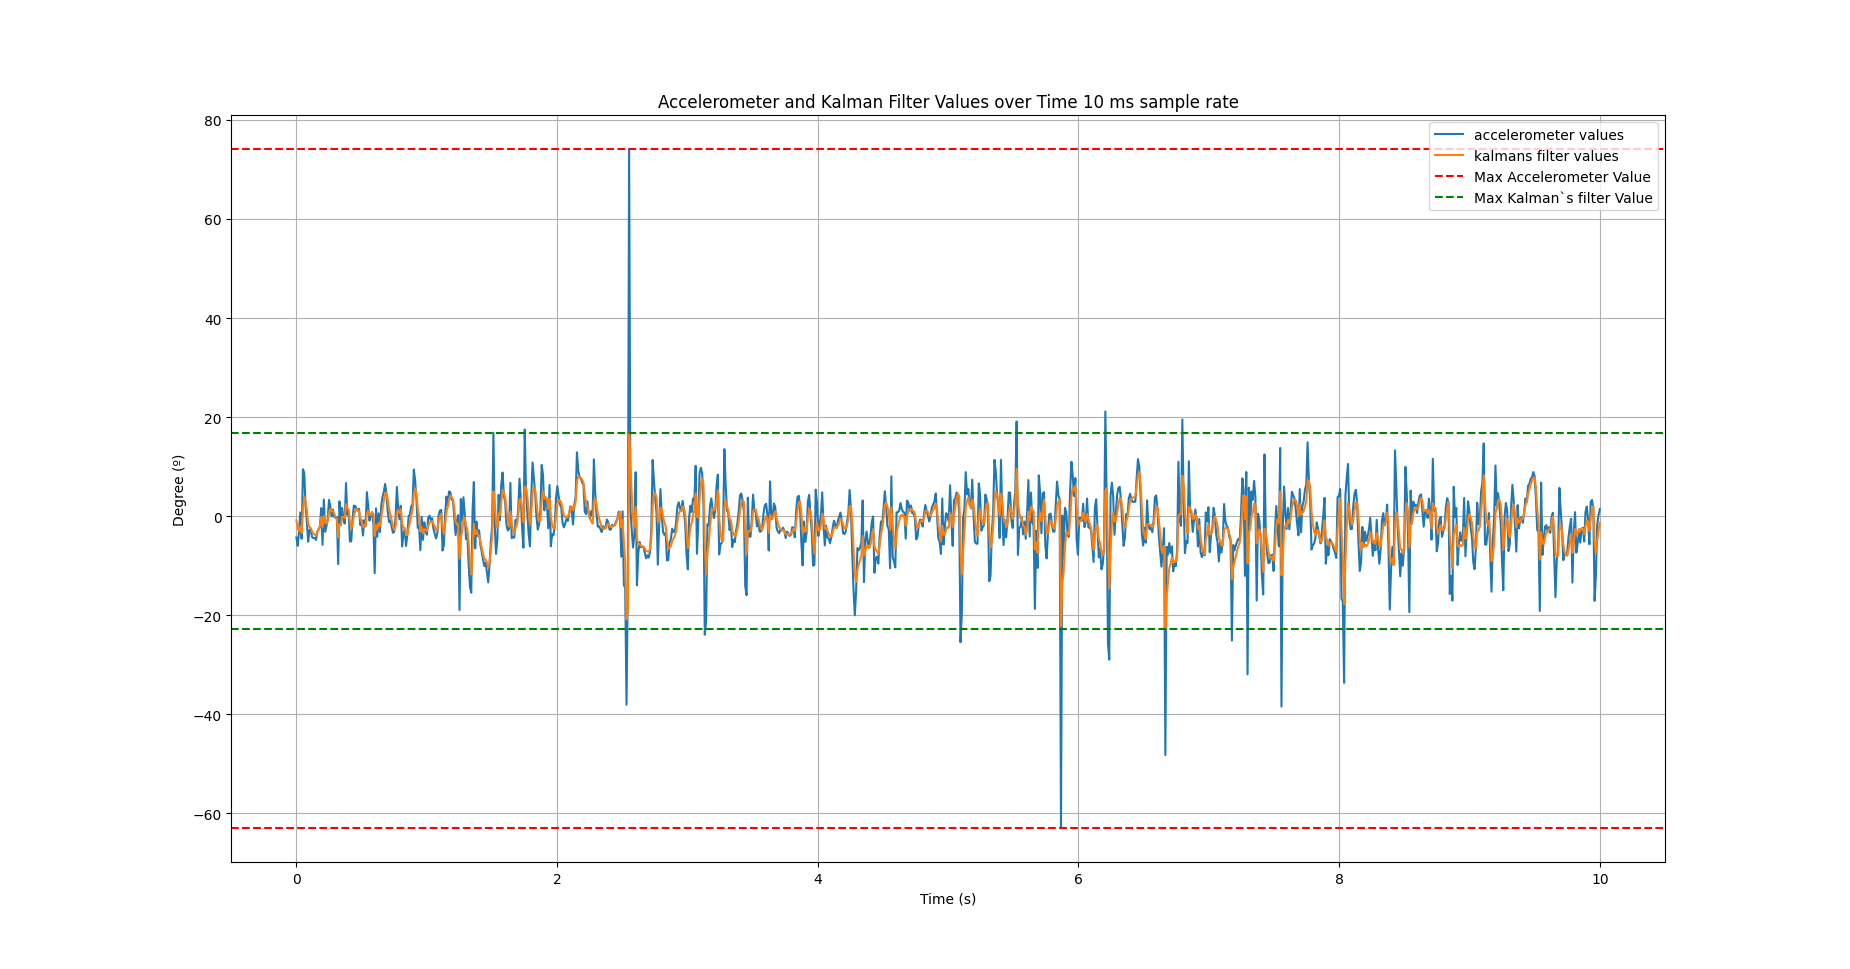 Accelerometer and Kalman Filter Values over Time 10 ms sample rate
accelerometer values
kalmans filter values
Max Accelerometer Value
Max Kalman`s filter Value
Degree (º)
80
60
40
20
0
−20
−40
−60
0 2 4 6 8 10
Time (s)